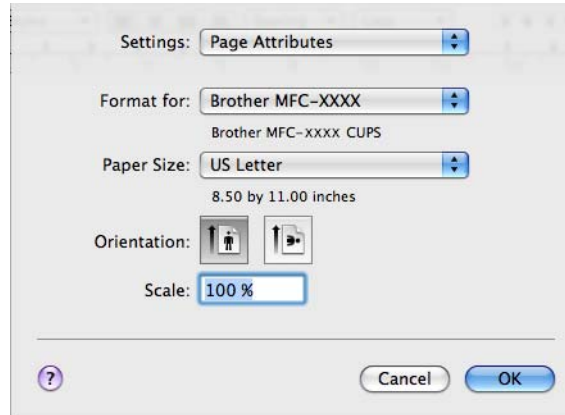 Settings: Page Attributes
Format for: Brother MFC-XXXX
Brother MFC-XXXX CUPS
Paper Size: US Letter
8.50 by 11.00 inches
Orientation:
Scale: 100 %
?
Cancel OK